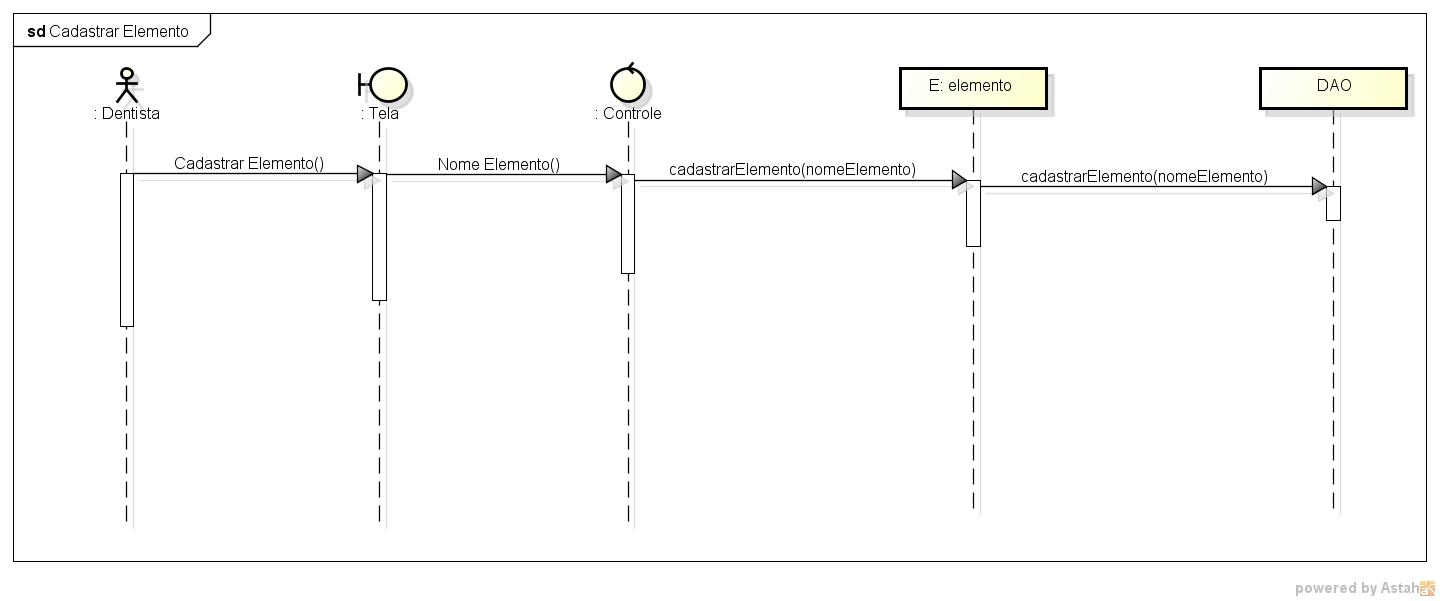 sd Cadastrar Elemento
: Dentista
: Tela
: Controle
E: elemento
DAO
Cadastrar Elemento()
Nome Elemento()
cadastrarElemento(nomeElemento)
cadastrarElemento(nomeElemento)
powered by Astah